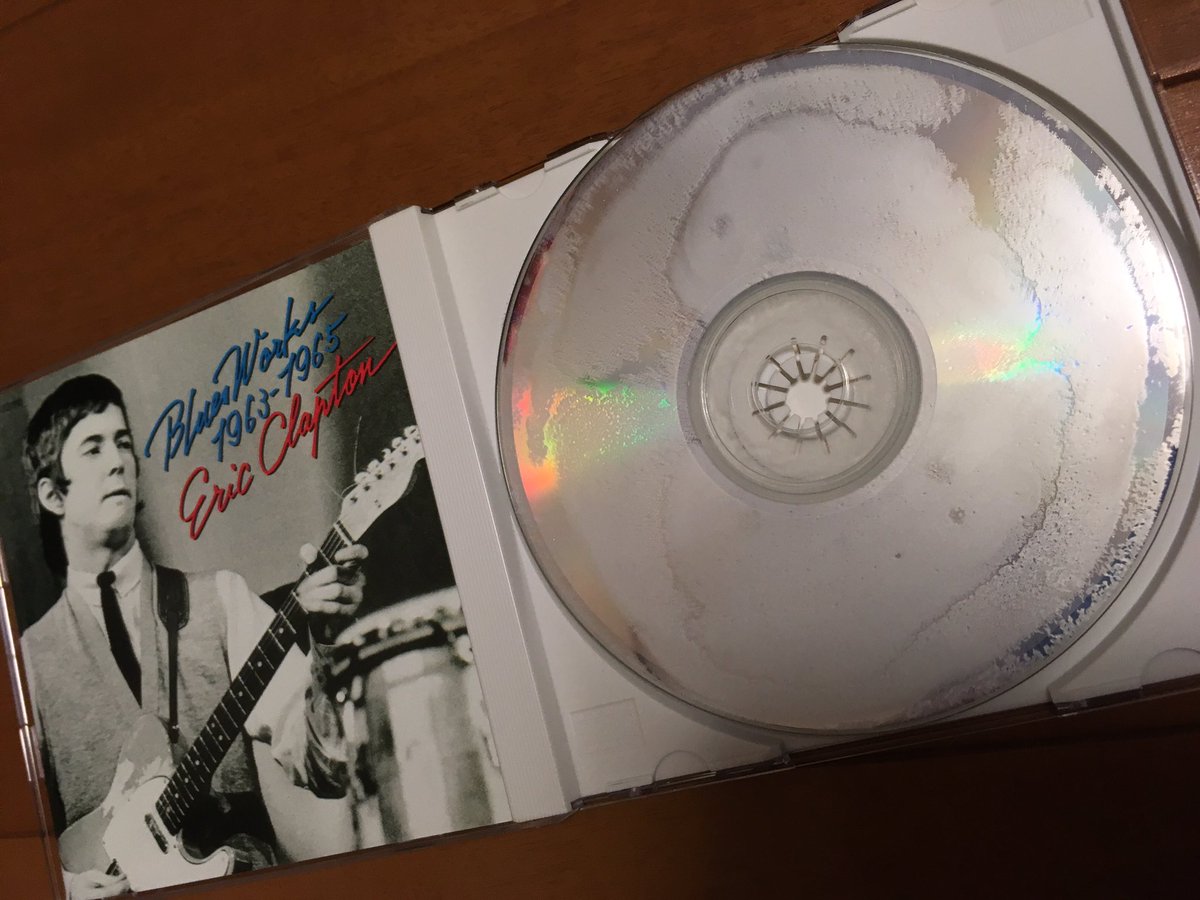 Blues Works
1963-1965
Eric Clapton